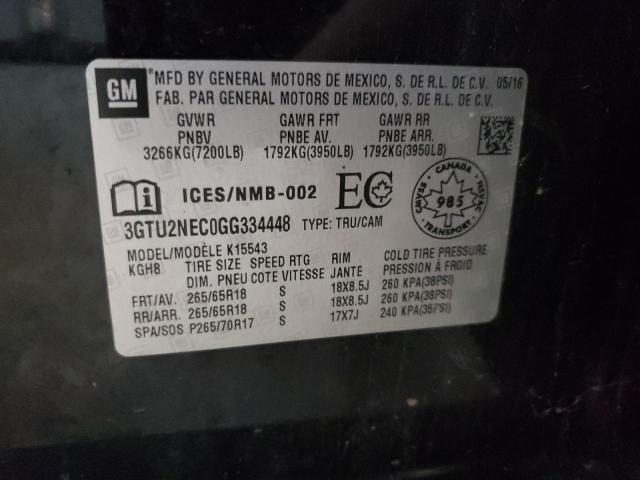 GM
MFD BY GENERAL MOTORS DE MEXICO, S. DE R.L. DE C.V. 05/16
FAB. PAR GENERAL MOTORS DE MEXICO, S. DE R.L. DE C.V.
GVWR GAWR FRT GAWR RR
PNBV PNBE AV. PNBE ARR.
3266KG(7200LB) 1792KG(3950LB) 1792KG(3950LB)
i ICES/NMB-002 EC
CANADA
CMVSS NSVAC
985
TRANSPORT
3GTU2NEC0GG334448 TYPE: TRU/CAM
MODEL/MODÈLE K15543
KGH8 TIRE SIZE SPEED RTG RIM COLD TIRE PRESSURE
DIM. PNEU COTE VITESSE JANTE PRESSION À FROID
FRT/AV. 265/65R18 S 18X8.5J 260 KPA(38PSI)
RR/ARR. 265/65R18 S 18X8.5J 260 KPA(38PSI)
SPA/SOS P265/70R17 S 17X7J 240 KPA(35PSI)